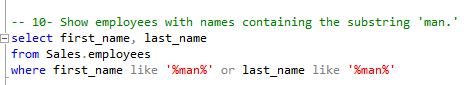 -- 10- Show employees with names containing the substring 'man.'
select first_name, last_name
from Sales.employees
where first_name like '%man%' or last_name like '%man%'